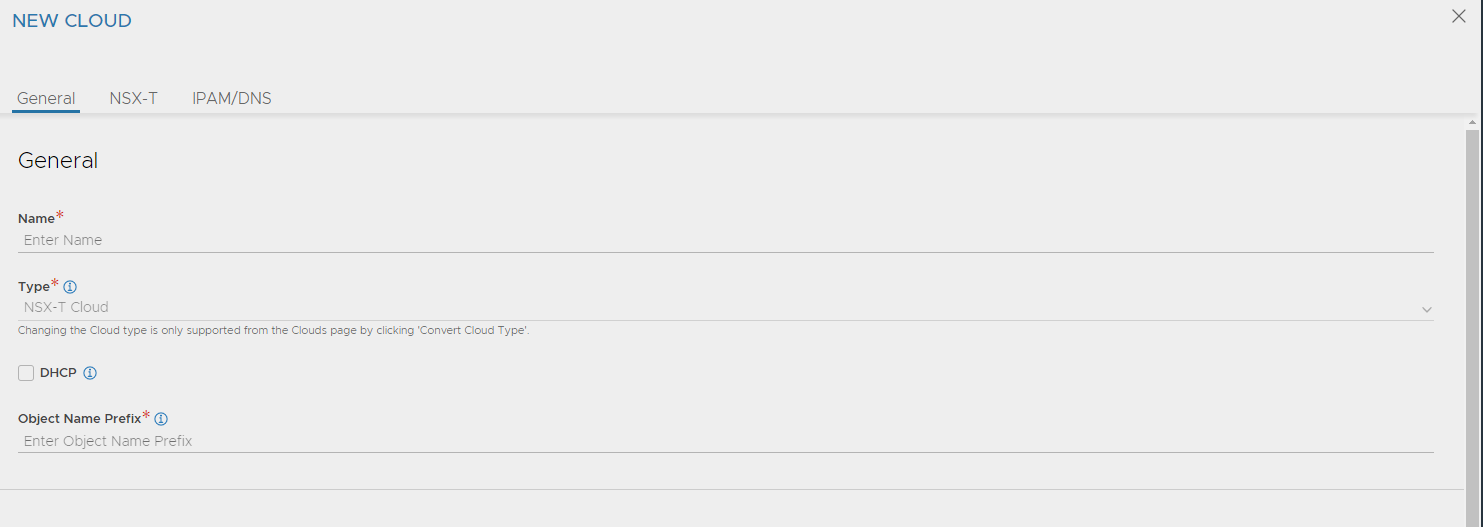 NEW CLOUD
General NSX-T IPAM/DNS
General
Name*
Enter Name
Type*
NSX-T Cloud
Changing the Cloud type is only supported from the Clouds page by clicking 'Convert Cloud Type'.
DHCP
Object Name Prefix*
Enter Object Name Prefix